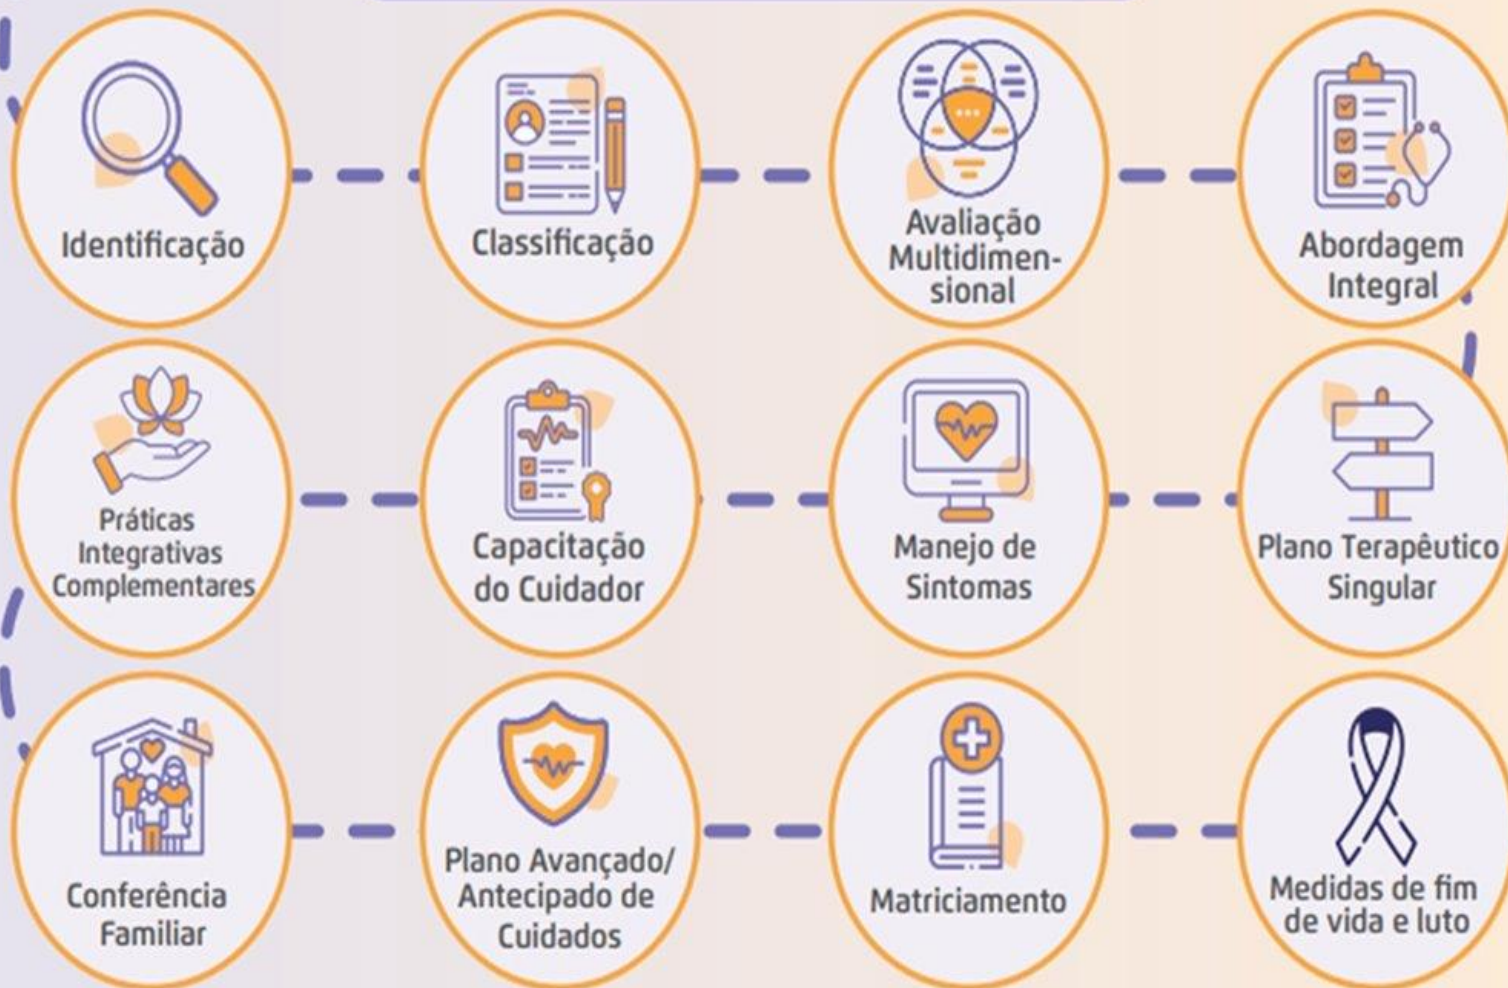 Identificação
Classificação
Avaliação
Multidimen-
sional
Abordagem
Integral
Práticas
Integrativas
Complementares
Capacitação
do Cuidador
Manejo de
Sintomas
Plano Terapêutico
Singular
Conferência
Familiar
Plano Avançado/
Antecipado de
Cuidados
Matriciamento
Medidas de fim
de vida e luto